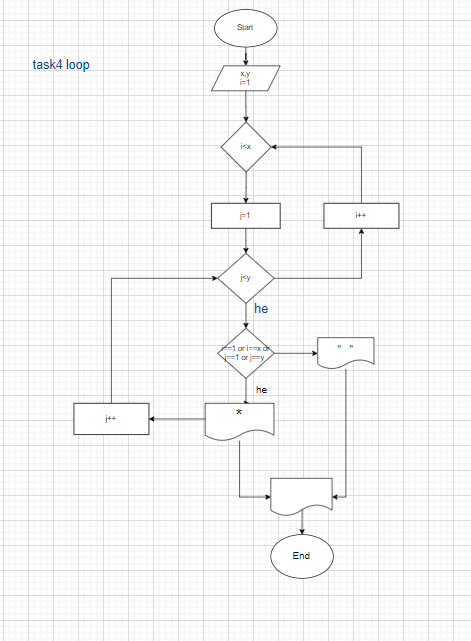 Start
task4 loop
x,y
i=1
i<x
j=1
i++
j<y
he
i==1 or i==x or
j==1 or j==y
" "
he
j++
*
End